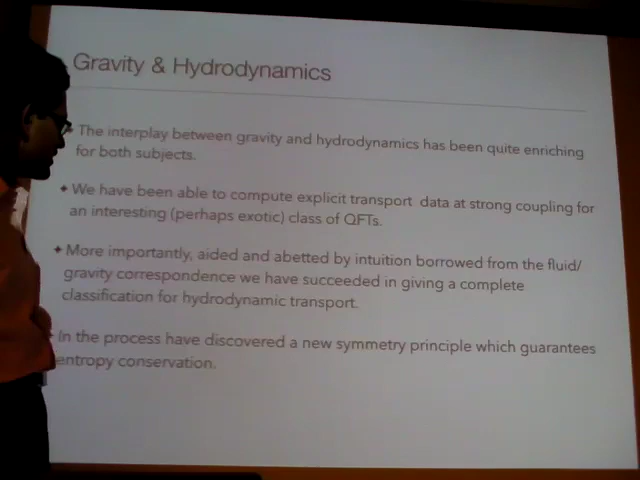 Gravity & Hydrodynamics
The interplay between gravity and hydrodynamics has been quite enriching
for both subjects.
We have been able to compute explicit transport data at strong coupling for
an interesting (perhaps exotic) class of QFTs.
More importantly, aided and abetted by intuition borrowed from the fluid/
gravity correspondence we have succeeded in giving a complete
classification for hydrodynamic transport.
In the process have discovered a new symmetry principle which guarantees
entropy conservation.